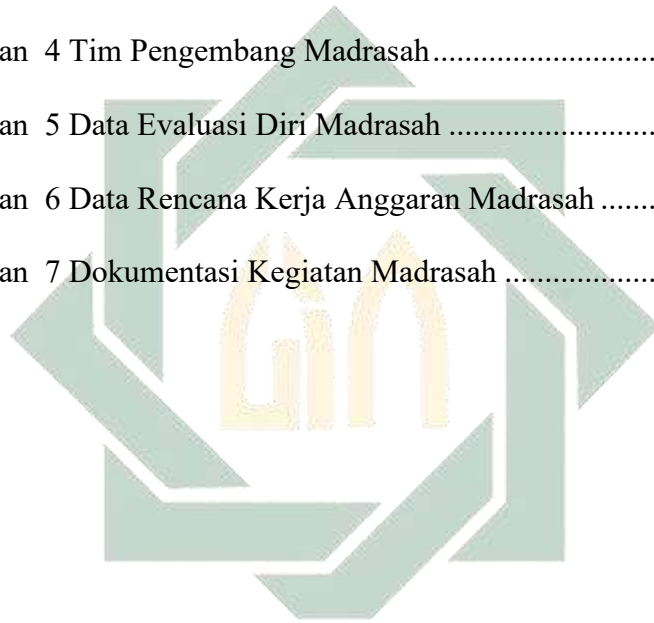 an 4 Tim Pengembang Madrasah.......................
an 5 Data Evaluasi Diri Madrasah .....................
an 6 Data Rencana Kerja Anggaran Madrasah .......
an 7 Dokumentasi Kegiatan Madrasah ..................
UIN